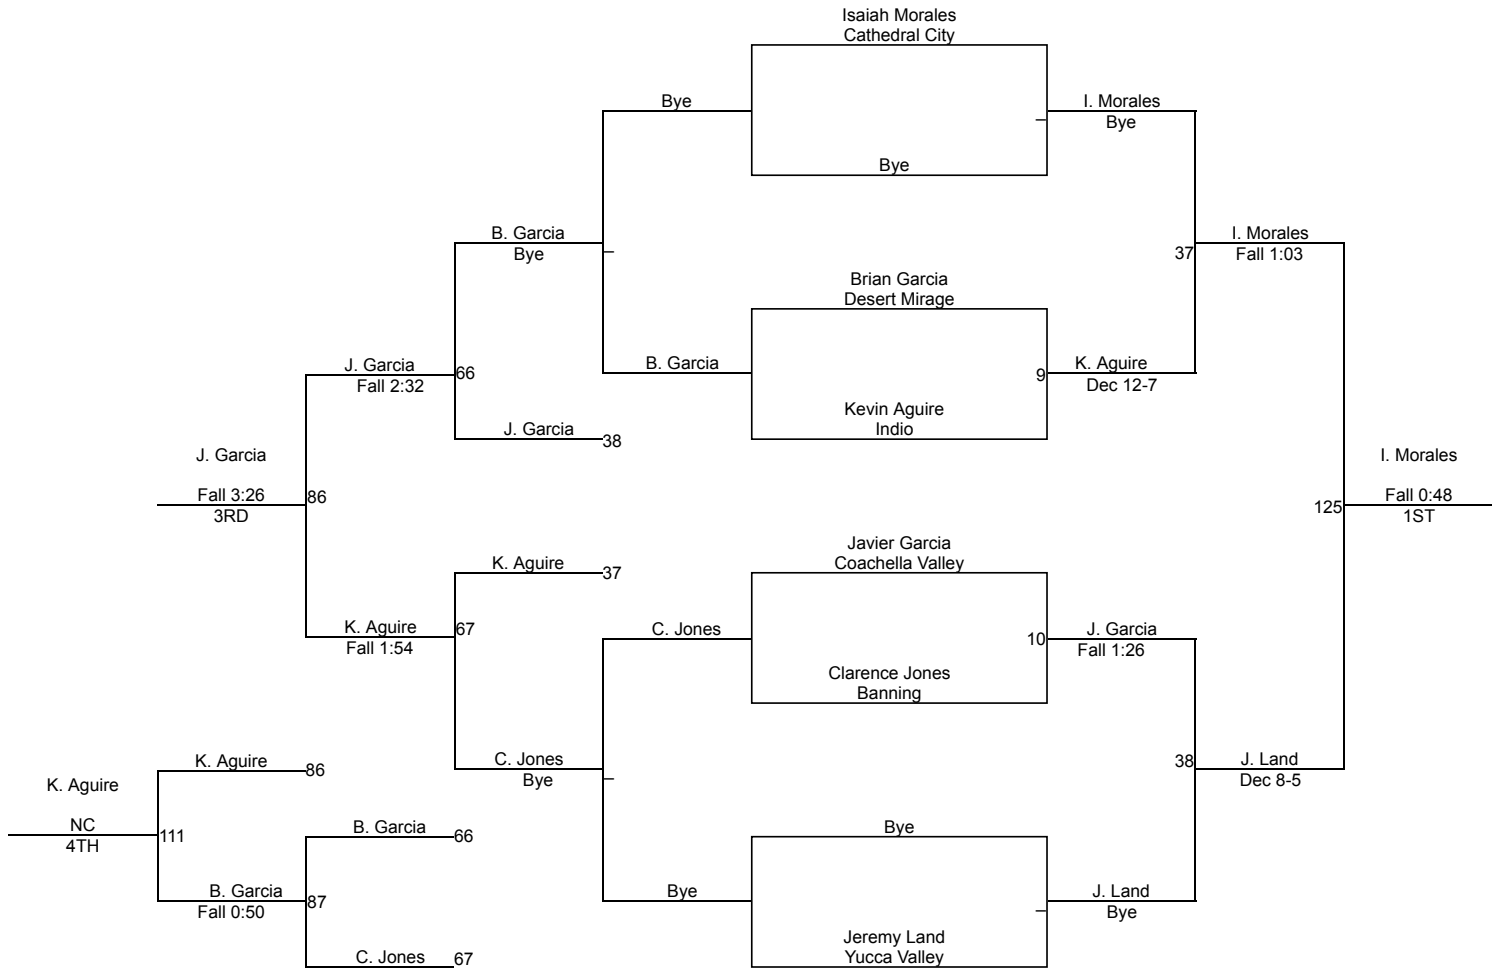 Isaiah Morales
Cathedral City
Bye
I. Morales
Bye
Bye
B. Garcia
Bye
I. Morales
37
Fall 1:03
Brian Garcia
Desert Mirage
J. Garcia
66
Fall 2:32
B. Garcia
9
K. Aguire
Dec 12-7
Kevin Aguire
Indio
J. Garcia
38
J. Garcia
Fall 3:26
86
3RD
I. Morales
125
Fall 0:48
1ST
Javier Garcia
Coachella Valley
K. Aguire
37
K. Aguire
67
Fall 1:54
C. Jones
10
J. Garcia
Fall 1:26
Clarence Jones
Banning
K. Aguire
86
C. Jones
Bye
38
J. Land
Dec 8-5
K. Aguire
NC
111
4TH
B. Garcia
66
Bye
B. Garcia
87
Fall 0:50
Bye
J. Land
Bye
C. Jones
67
Jeremy Land
Yucca Valley